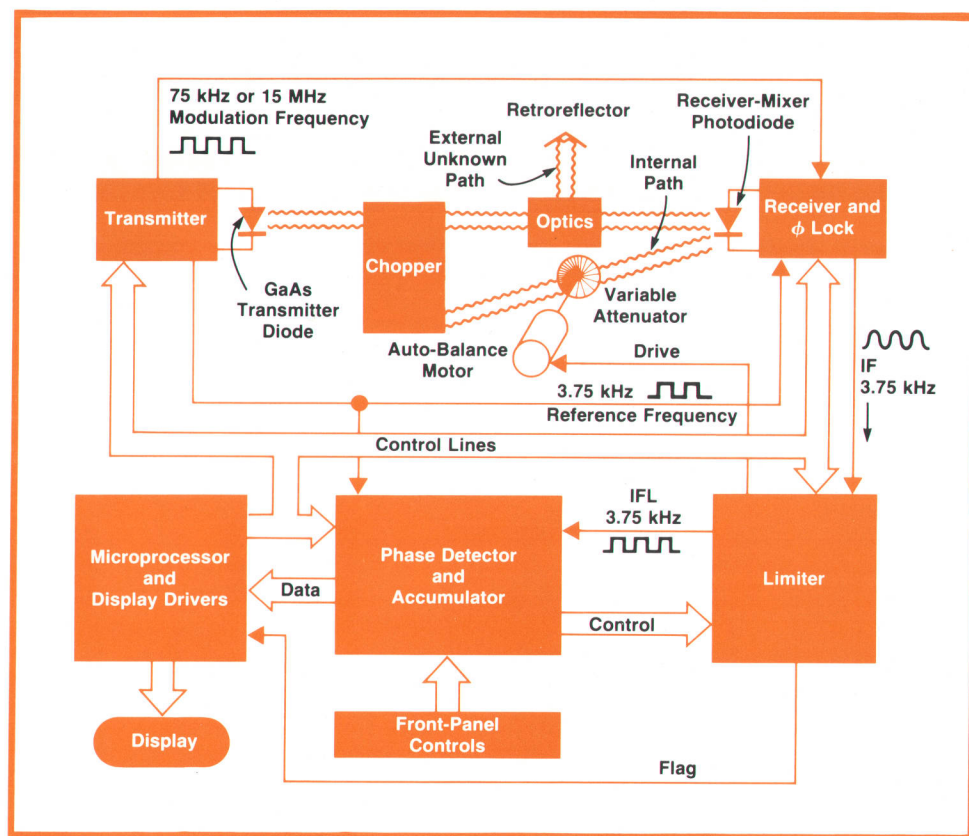 75 kHz or 15 MHz
Modulation Frequency
Retroreflector
Receiver-Mixer
Photodiode
External
Unknown
Path
Internal
Path
Transmitter
Optics
Receiver and
ϕ Lock
Chopper
GaAs
Transmitter
Diode
Variable
Attenuator
Auto-Balance
Motor
Drive
IF
3.75 kHz
3.75 kHz
Reference Frequency
Control Lines
IFL
3.75 kHz
Microprocessor
and
Display Drivers
Phase Detector
and
Accumulator
Limiter
Data
Control
Display
Front-Panel
Controls
Flag